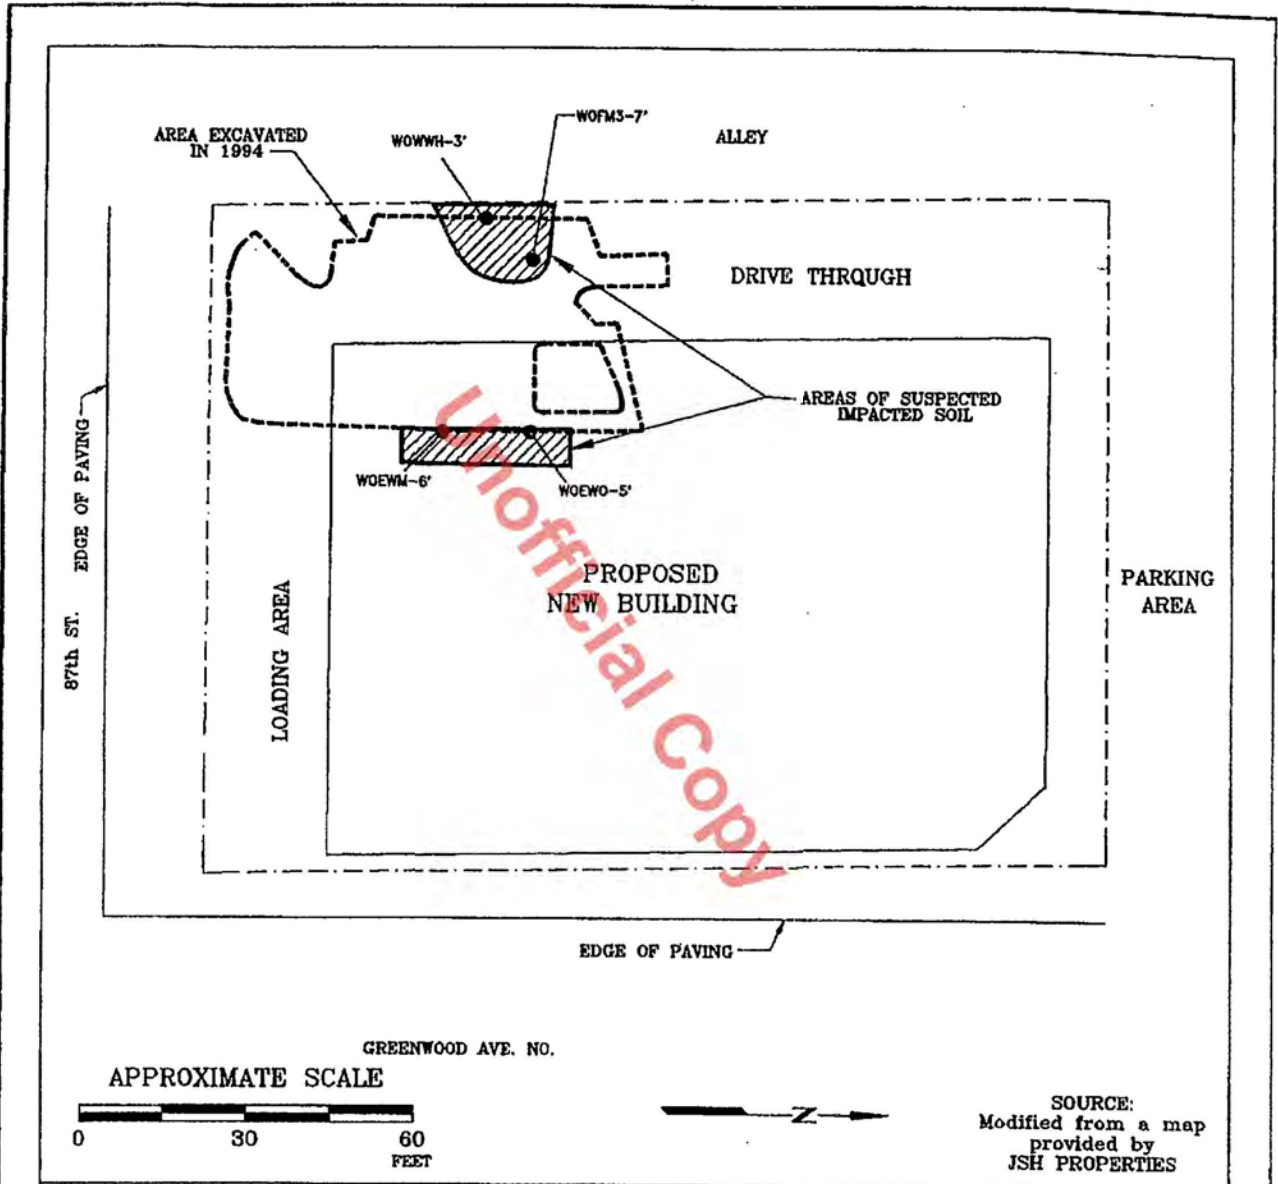 AREA EXCAVATED
IN 1994
WOWWH-3'
WOFM3-7'
ALLEY
DRIVE THROUGH
AREAS OF SUSPECTED
IMPACTED SOIL
87th ST.
EDGE OF PAVING
WOEWM-6'
WOEWO-5'
LOADING AREA
PROPOSED
NEW BUILDING
PARKING
AREA
Unofficial Copy
EDGE OF PAVING
GREENWOOD AVE. NO.
APPROXIMATE SCALE
0 30 60
FEET
N
SOURCE:
Modified from a map
provided by
JSH PROPERTIES